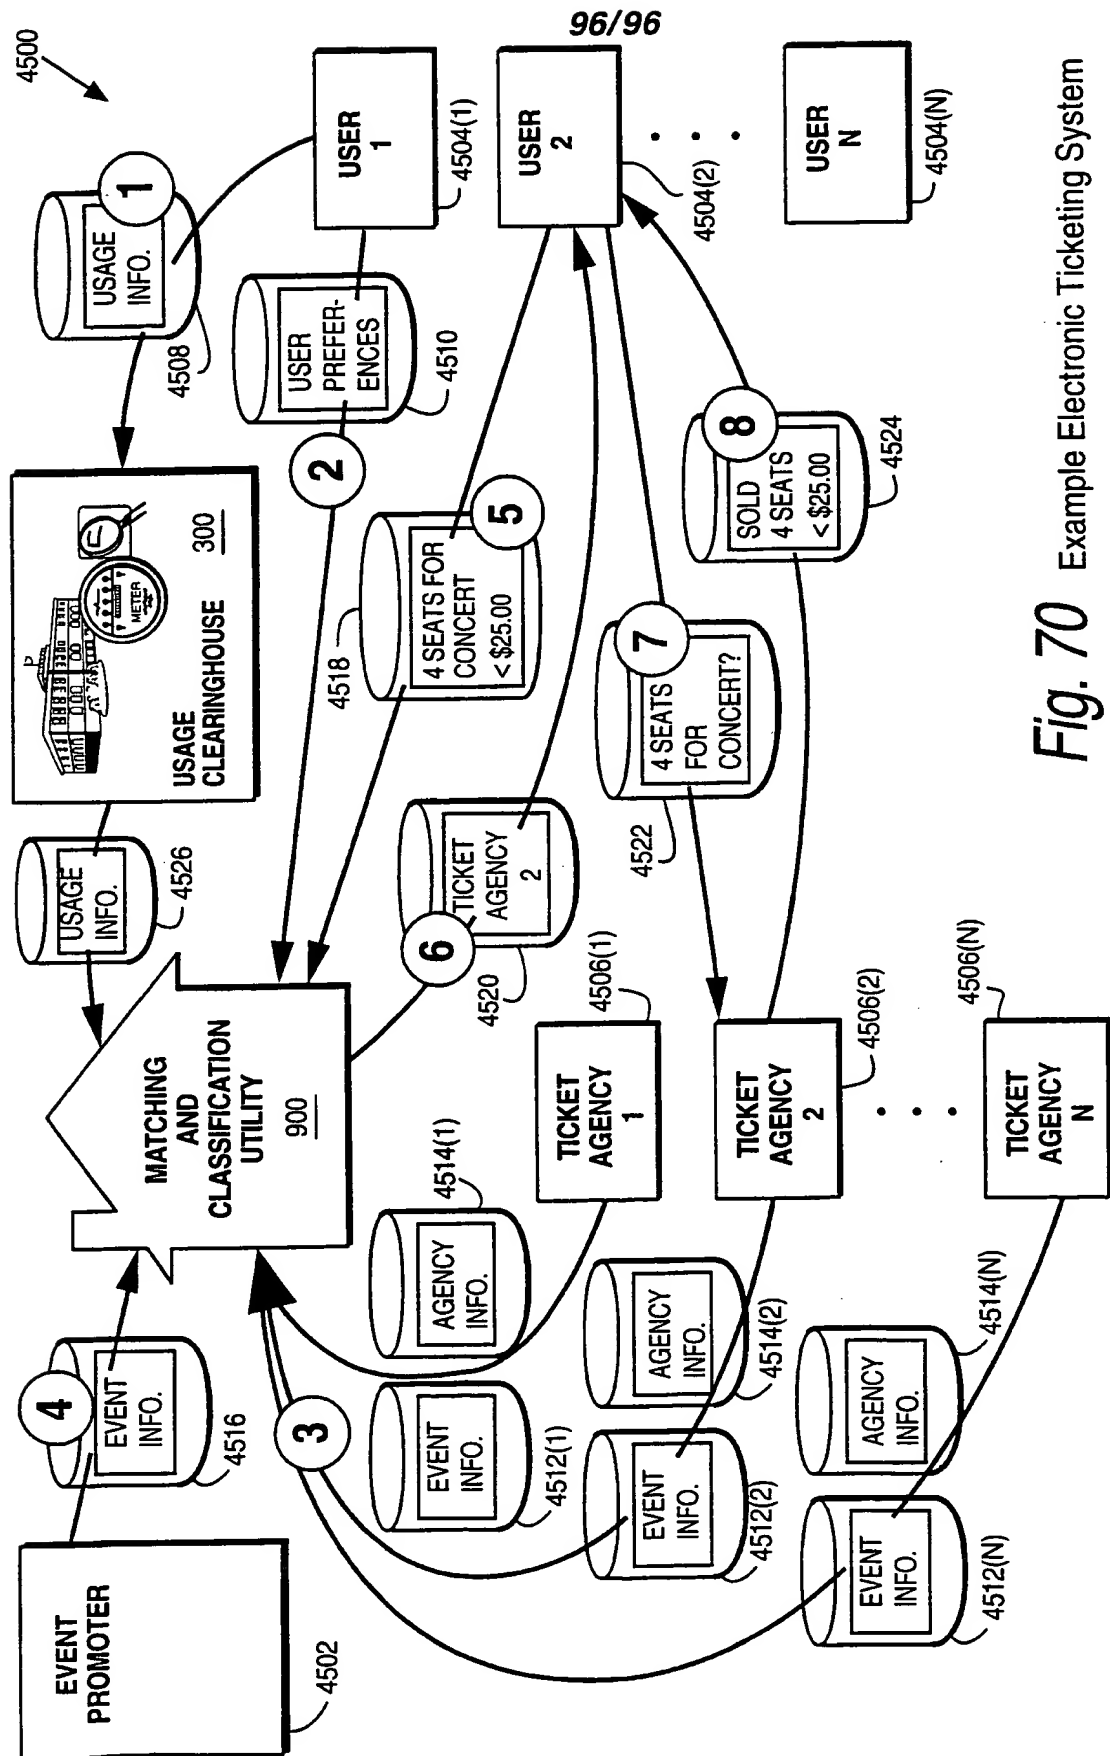 96/96
4500
EVENT
PROMOTER
4502
4
EVENT
INFO.
4516
MATCHING
AND
CLASSIFICATION
UTILITY
900
USAGE
INFO.
4526
METER
USAGE
CLEARINGHOUSE
300
USAGE
INFO.
1
4508
USER
1
4504(1)
2
USER
PREFER-
ENCES
4510
3
EVENT
INFO.
4512(1)
AGENCY
INFO.
4514(1)
4518
4 SEATS FOR
CONCERT
< $25.00
5
USER
2
4504(2)
6
TICKET
AGENCY
2
4520
TICKET
AGENCY
1
4506(1)
EVENT
INFO.
4512(2)
AGENCY
INFO.
4514(2)
TICKET
AGENCY
2
4506(2)
4522
4 SEATS
FOR
CONCERT?
7
SOLD
4 SEATS
< $25.00
8
4524
USER
N
4504(N)
EVENT
INFO.
4512(N)
AGENCY
INFO.
4514(N)
TICKET
AGENCY
N
4506(N)
Fig. 70 Example Electronic Ticketing System